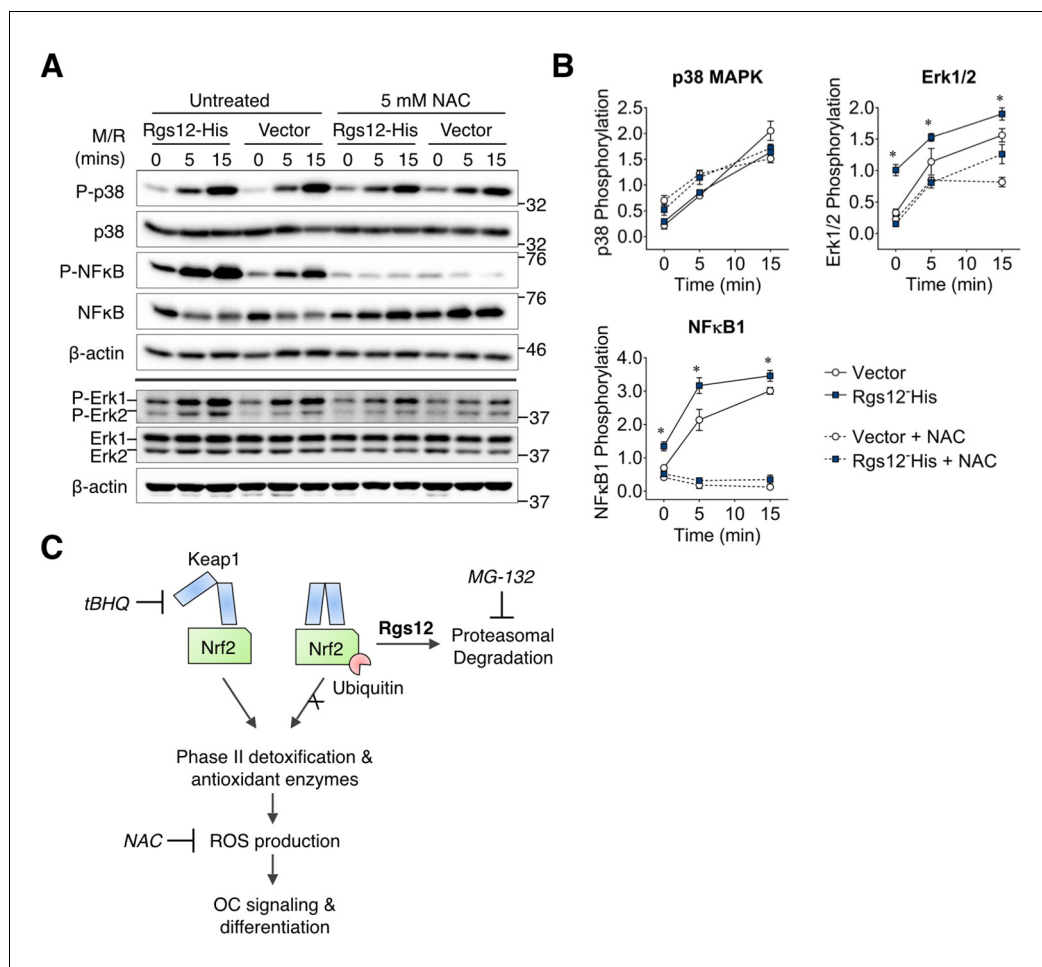 A
Untreated 5 mM NAC
M/R Rgs12-His Vector Rgs12-His Vector
(mins) 0 5 15 0 5 15 0 5 15 0 5 15
P-p38
32
p38
32
76
P-NFκB
76
NFκB
β-actin
46
P-Erk1
P-Erk2
37
Erk1
Erk2
37
β-actin
37
B
p38 MAPK
p38 Phosphorylation
2.5
2.0
1.5
1.0
0.5
0.0
0 5 10 15
Time (min)
Erk1/2
Erk1/2 Phosphorylation
2.0
1.5
1.0
0.5
0.0
* * *
0 5 10 15
Time (min)
NFκB1
NFκB1 Phosphorylation
4.0
3.0
2.0
1.0
0.0
* * *
0 5 10 15
Time (min)
Vector
Rgs12-His
Vector + NAC
Rgs12-His + NAC
C
Keap1
tBHQ
Nrf2
Nrf2
Ubiquitin
Rgs12
MG-132
Proteasomal
Degradation
Phase II detoxification &
antioxidant enzymes
NAC
ROS production
OC signaling &
differentiation